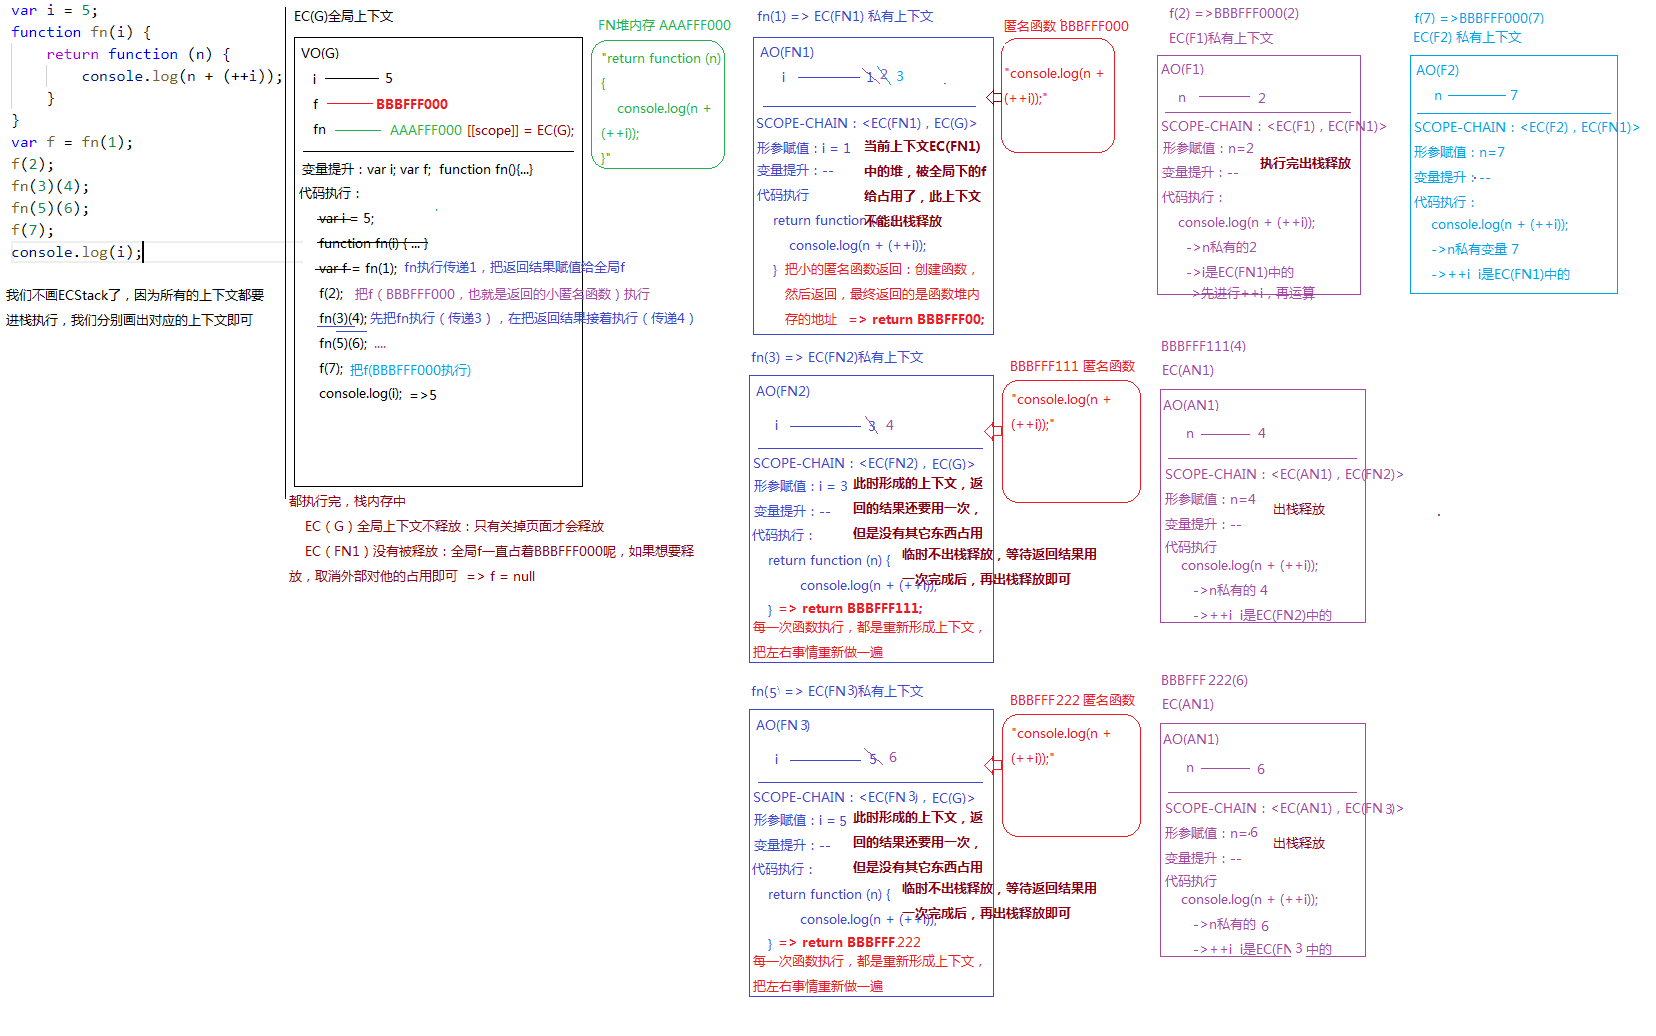 var i = 5;
function fn(i) {
return function (n) {
console.log(n + (++i));
}
}
var f = fn(1);
f(2);
fn(3)(4);
fn(5)(6);
f(7);
console.log(i);
我们不画ECStack了，因为所有的上下文都要
进栈执行，我们分别画出对应的上下文即可
EC(G)全局上下文
VO(G)
i 5
f BBBFFF000
fn AAAFFF000 [[scope]] = EC(G);
变量提升：var i; var f; function fn(){...}
代码执行：
var i = 5;
function fn(i) { ... }
var f = fn(1); fn执行传递1，把返回结果赋值给全局f
f(2); 把f（BBBFFF000，也就是返回的小匿名函数）执行
fn(3)(4); 先把fn执行（传递3），在把返回结果接着执行（传递4）
fn(5)(6); ....
f(7); 把f(BBBFFF000执行)
console.log(i); =>5
都执行完，栈内存中
EC（G）全局上下文不释放：只有关掉页面才会释放
EC（FN1）没有被释放：全局f一直占着BBBFFF000呢，如果想要释
放，取消外部对他的占用即可 => f = null
FN堆内存 AAAFFF000
"return function (n)
{
console.log(n +
(++i));
}"
fn(1) => EC(FN1) 私有上下文
AO(FN1)
i 1 2 3
SCOPE-CHAIN：<EC(FN1)，EC(G)>
形参赋值：i = 1
变量提升：--
代码执行
当前上下文EC(FN1)
中的堆，被全局下的f
给占用了，此上下文
不能出栈释放
return function
console.log(n + (++i));
} 把小的匿名函数返回：创建函数，
然后返回，最终返回的是函数堆内
存的地址 => return BBBFFF00;
匿名函数 BBBFFF000
"console.log(n +
(++i));"
f(2) =>BBBFFF000(2)
EC(F1)私有上下文
AO(F1)
n 2
SCOPE-CHAIN：<EC(F1)，EC(FN1)>
形参赋值：n=2
变量提升：--
执行完出栈释放
代码执行：
console.log(n + (++i));
->n私有的2
->i是EC(FN1)中的
->先进行++i，再运算
f(7) =>BBBFFF000(7)
EC(F2) 私有上下文
AO(F2)
n 7
SCOPE-CHAIN：<EC(F2)，EC(FN1)>
形参赋值：n=7
变量提升：--
代码执行：
console.log(n + (++i));
->n私有变量 7
->++i i是EC(FN1)中的
fn(3) => EC(FN2)私有上下文
AO(FN2)
i 3 4
SCOPE-CHAIN：<EC(FN2)，EC(G)>
形参赋值：i = 3
变量提升：--
代码执行：
此时形成的上下文，返
回的结果还要用一次，
但是没有其它东西占用
临时不出栈释放，等待返回结果用
一次完成后，再出栈释放即可
return function (n) {
console.log(n + (++i));
} => return BBBFFF111;
每一次函数执行，都是重新形成上下文，
把左右事情重新做一遍
BBBFFF111 匿名函数
"console.log(n +
(++i));"
BBBFFF111(4)
EC(AN1)
AO(AN1)
n 4
SCOPE-CHAIN：<EC(AN1)，EC(FN2)>
形参赋值：n=4
变量提升：--
出栈释放
代码执行
console.log(n + (++i));
->n私有的 4
->++i i是EC(FN2)中的
fn(5) => EC(FN3)私有上下文
AO(FN3)
i 5 6
SCOPE-CHAIN：<EC(FN3)，EC(G)>
形参赋值：i = 5
变量提升：--
代码执行：
此时形成的上下文，返
回的结果还要用一次，
但是没有其它东西占用
临时不出栈释放，等待返回结果用
一次完成后，再出栈释放即可
return function (n) {
console.log(n + (++i));
} => return BBBFFF222
每一次函数执行，都是重新形成上下文，
把左右事情重新做一遍
BBBFFF222 匿名函数
"console.log(n +
(++i));"
BBBFFF222(6)
EC(AN1)
AO(AN1)
n 6
SCOPE-CHAIN：<EC(AN1)，EC(FN3)>
形参赋值：n=6
变量提升：--
出栈释放
代码执行
console.log(n + (++i));
->n私有的 6
->++i i是EC(FN3中的